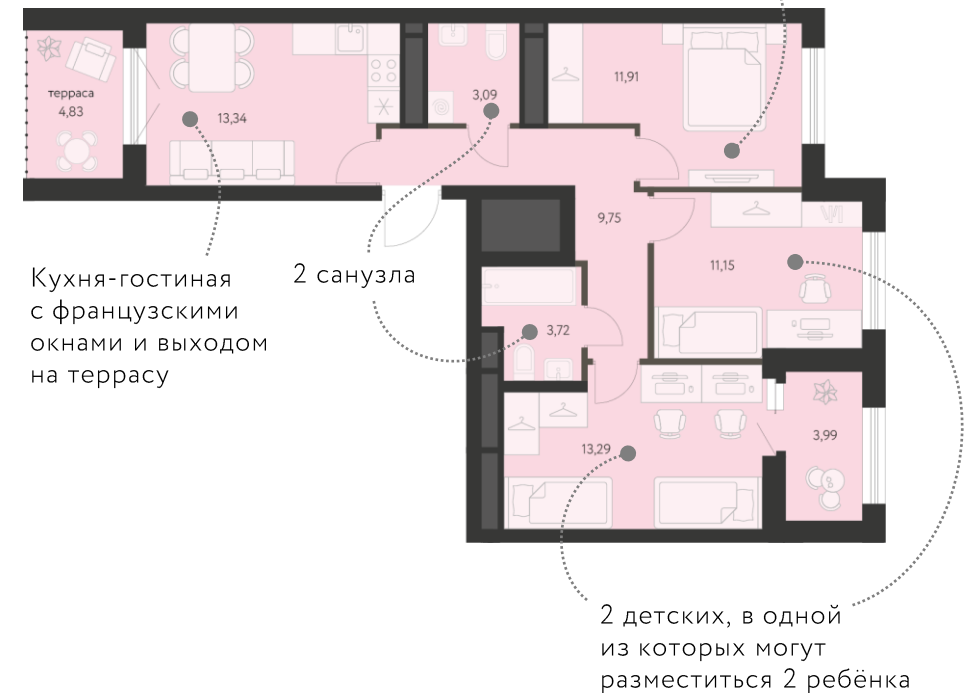 терраса
4,83
13,34
3,09
11,91
9,75
11,15
3,72
13,29
3,99
Кухня-гостиная
с французскими
окнами и выходом
на террасу
2 санузла
2 детских, в одной
из которых могут
разместиться 2 ребёнка